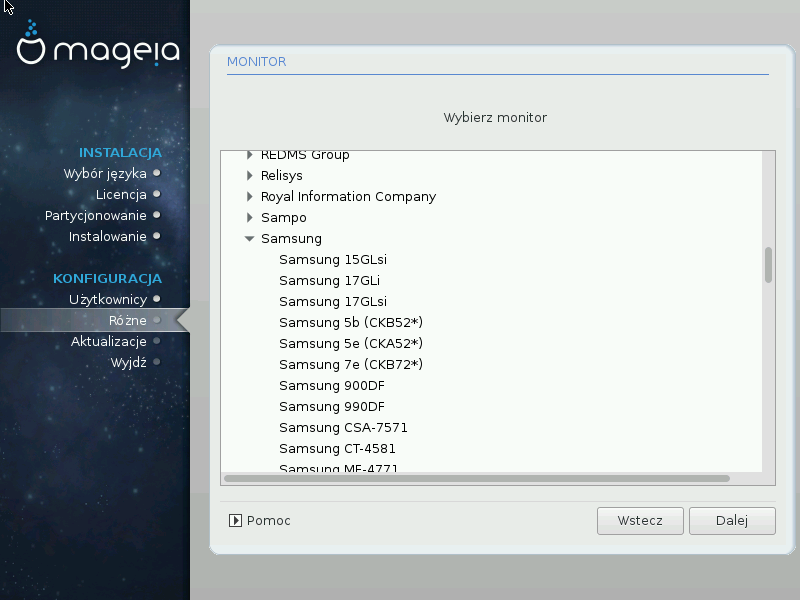 mageia
INSTALACJA
Wybór języka
Licencja
Partycjonowanie
Instalowanie
KONFIGURACJA
Użytkownicy
Różne
Aktualizacje
Wyjdź
MONITOR
Wybierz monitor
REDMS Group
Relisys
Royal Information Company
Sampo
Samsung
Samsung 15GLsi
Samsung 17GLi
Samsung 17GLsi
Samsung 5b (CKB52*)
Samsung 5e (CKA52*)
Samsung 7e (CKB72*)
Samsung 900DF
Samsung 990DF
Samsung CSA-7571
Samsung CT-4581
Samsung MF-4771
Pomoc
Wstecz
Dalej